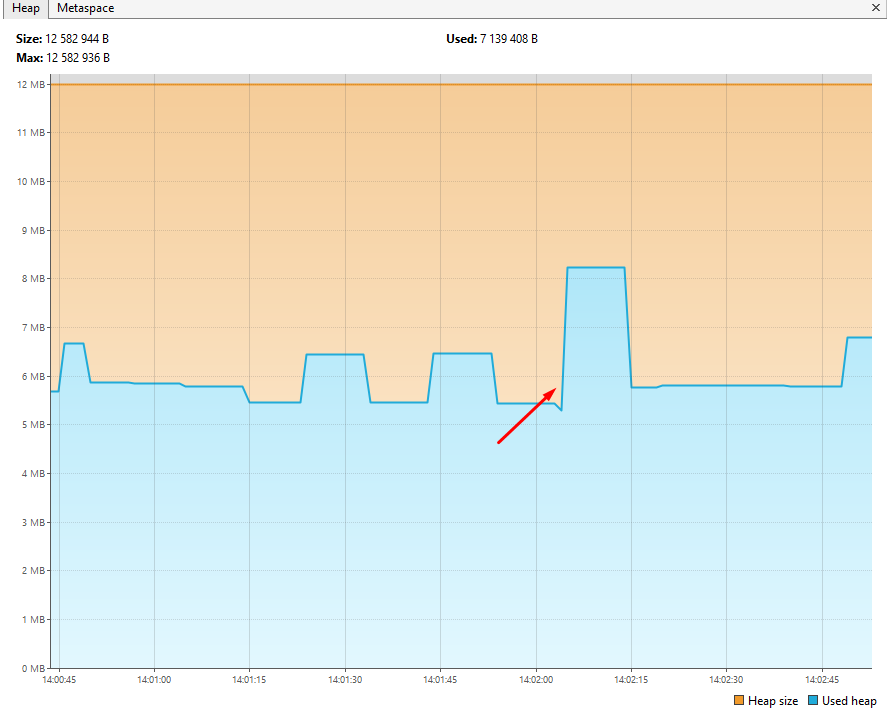 Heap Metaspace ×
Size: 12 582 944 B Used: 7 139 408 B
Max: 12 582 936 B
12 MB
11 MB
10 MB
9 MB
8 MB
7 MB
6 MB
5 MB
4 MB
3 MB
2 MB
1 MB
0 MB
14:00:45 14:01:00 14:01:15 14:01:30 14:01:45 14:02:00 14:02:15 14:02:30 14:02:45
Heap size Used heap